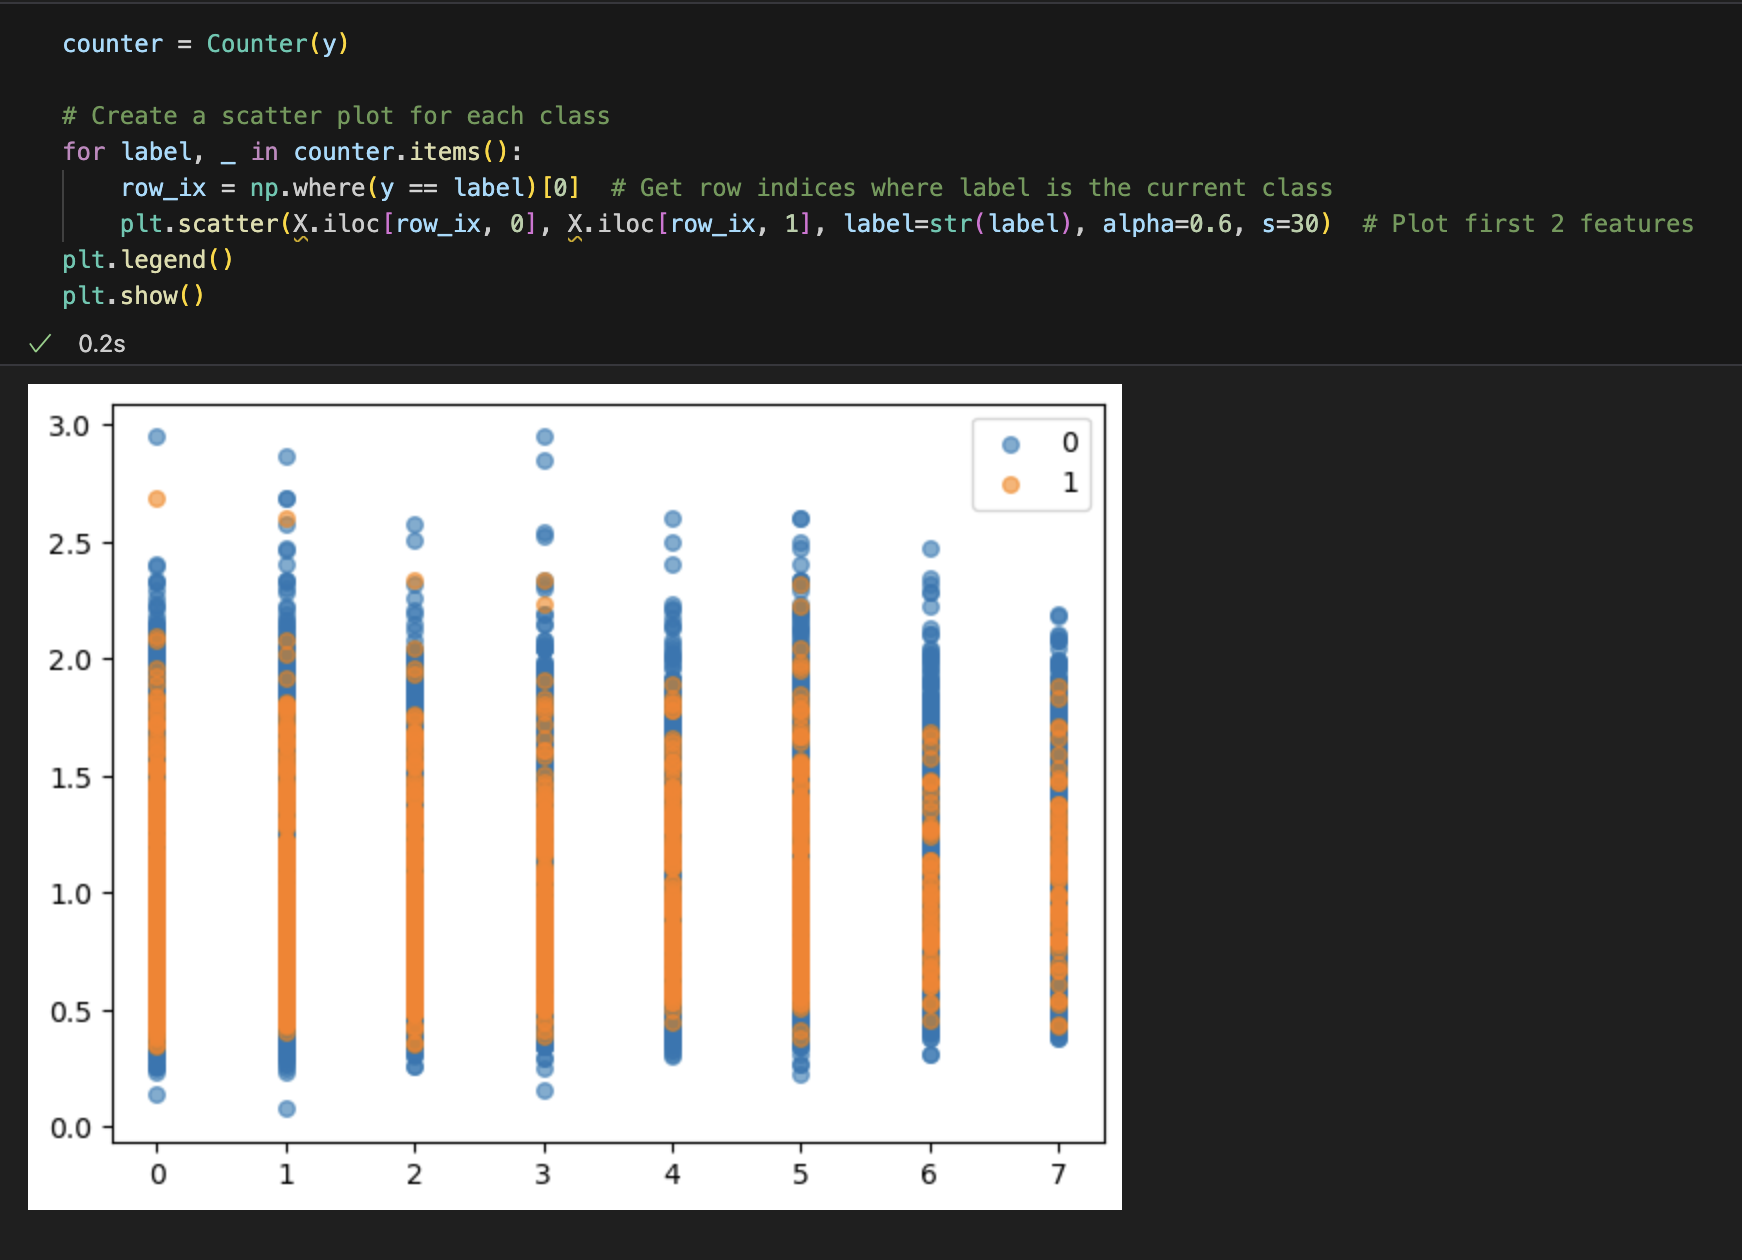 counter = Counter(y)
# Create a scatter plot for each class
for label, _ in counter.items():
    row_ix = np.where(y == label)[0]  # Get row indices where label is the current class
    plt.scatter(X.iloc[row_ix, 0], X.iloc[row_ix, 1], label=str(label), alpha=0.6, s=30)  # Plot first 2 features
plt.legend()
plt.show()
0.2s
3.0
2.5
2.0
1.5
1.0
0.5
0.0
0
1
0 1 2 3 4 5 6 7